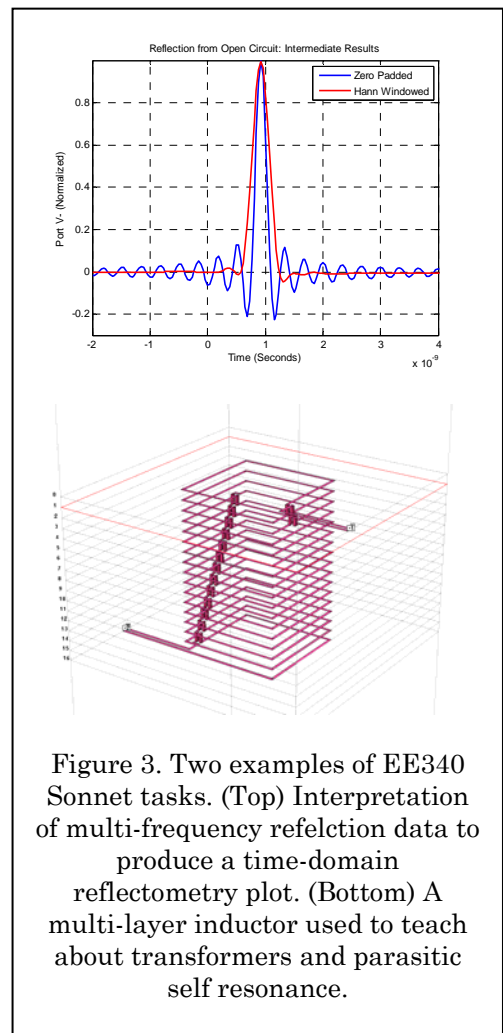 Reflection from Open Circuit: Intermediate Results
Zero Padded
Hann Windowed
Port V- (Normalized)
0.8
0.6
0.4
0.2
0
-0.2
-2 -1 0 1 2 3 4
Time (Seconds)
x 10^-9
0
1
2
3
4
5
6
7
8
9
10
11
12
13
14
15
16
Figure 3. Two examples of EE340
Sonnet tasks. (Top) Interpretation
of multi-frequency refelction data to
produce a time-domain
reflectometry plot. (Bottom) A
multi-layer inductor used to teach
about transformers and parasitic
self resonance.